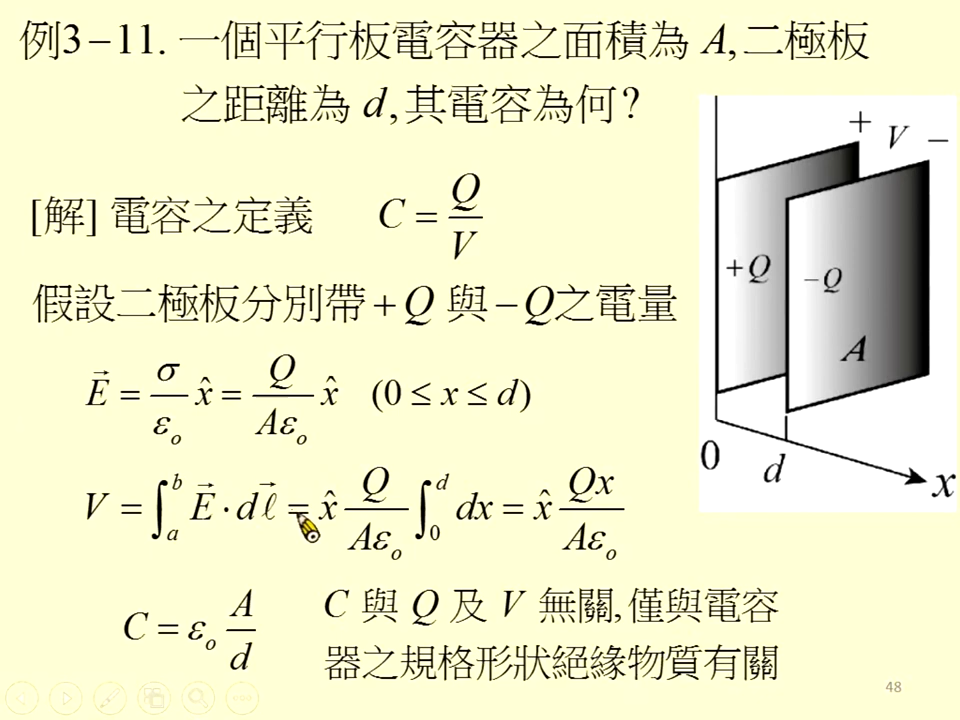 例3–11. 一個平行板電容器之面積為 A,二極板
之距離為 d,其電容為何?
[解] 電容之定義 C = Q/V
假設二極板分別帶 +Q 與 –Q之電量
E⃗ = σ/εₒ x̂ = Q/Aεₒ x̂ (0 ≤ x ≤ d)
V = ∫ₐᵇ E⃗ · dℓ⃗ = x̂ Q/Aεₒ ∫₀ᵈ dx = x̂ Qx/Aεₒ
C = εₒ A/d
C 與 Q 及 V 無關,僅與電容
器之規格形狀絕緣物質有關
+ V –
+Q –Q
A
0 d x
48